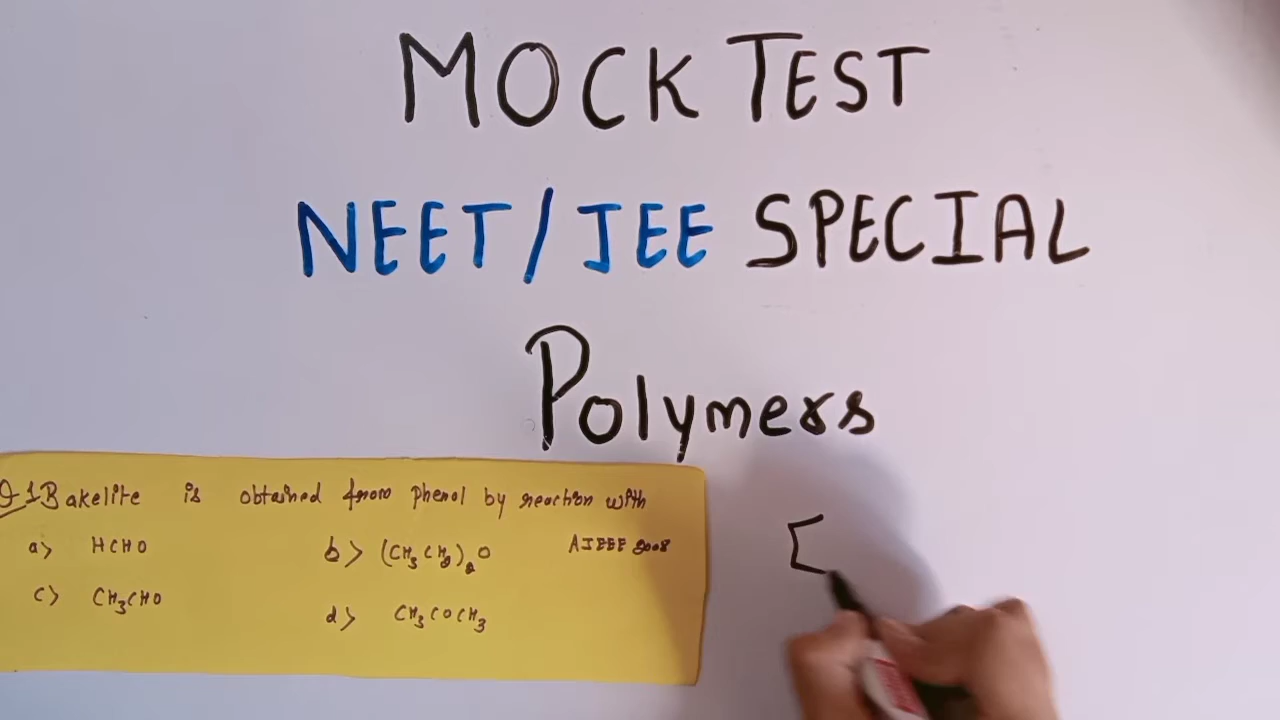 MOCK TEST
NEET/JEE SPECIAL
Polymers
Q1 Bakelite is obtained from phenol by reaction with
a> HCHO b> (CH3CH2)2O AIEEE 2008
c> CH3CHO d> CH3COCH3